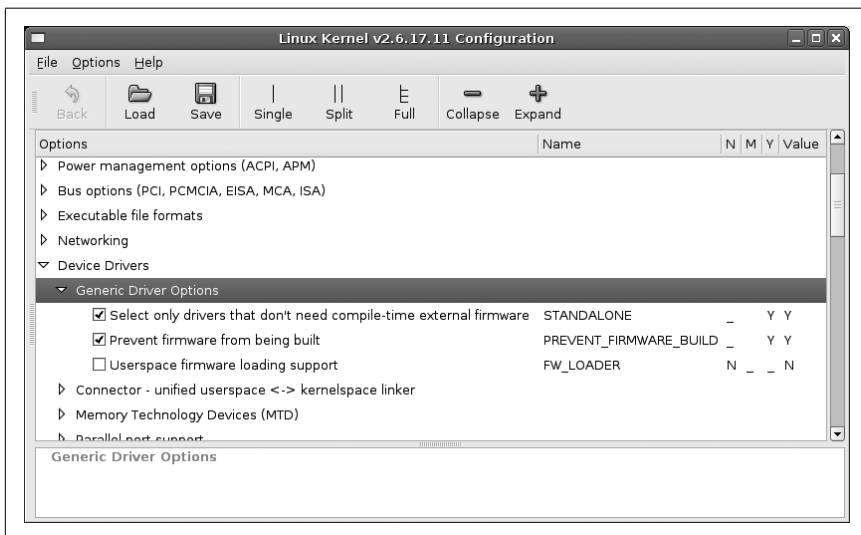 Linux Kernel v2.6.17.11 Configuration
File Options Help
Back Load Save Single Split Full Collapse Expand
Options Name N M Y Value
Power management options (ACPI, APM)
Bus options (PCI, PCMCIA, EISA, MCA, ISA)
Executable file formats
Networking
Device Drivers
Generic Driver Options
Select only drivers that don't need compile-time external firmware STANDALONE _ Y Y
Prevent firmware from being built PREVENT_FIRMWARE_BUILD _ Y Y
Userspace firmware loading support FW_LOADER N _ _ N
Connector - unified userspace <-> kernelspace linker
Memory Technology Devices (MTD)
Parallel port support
Generic Driver Options